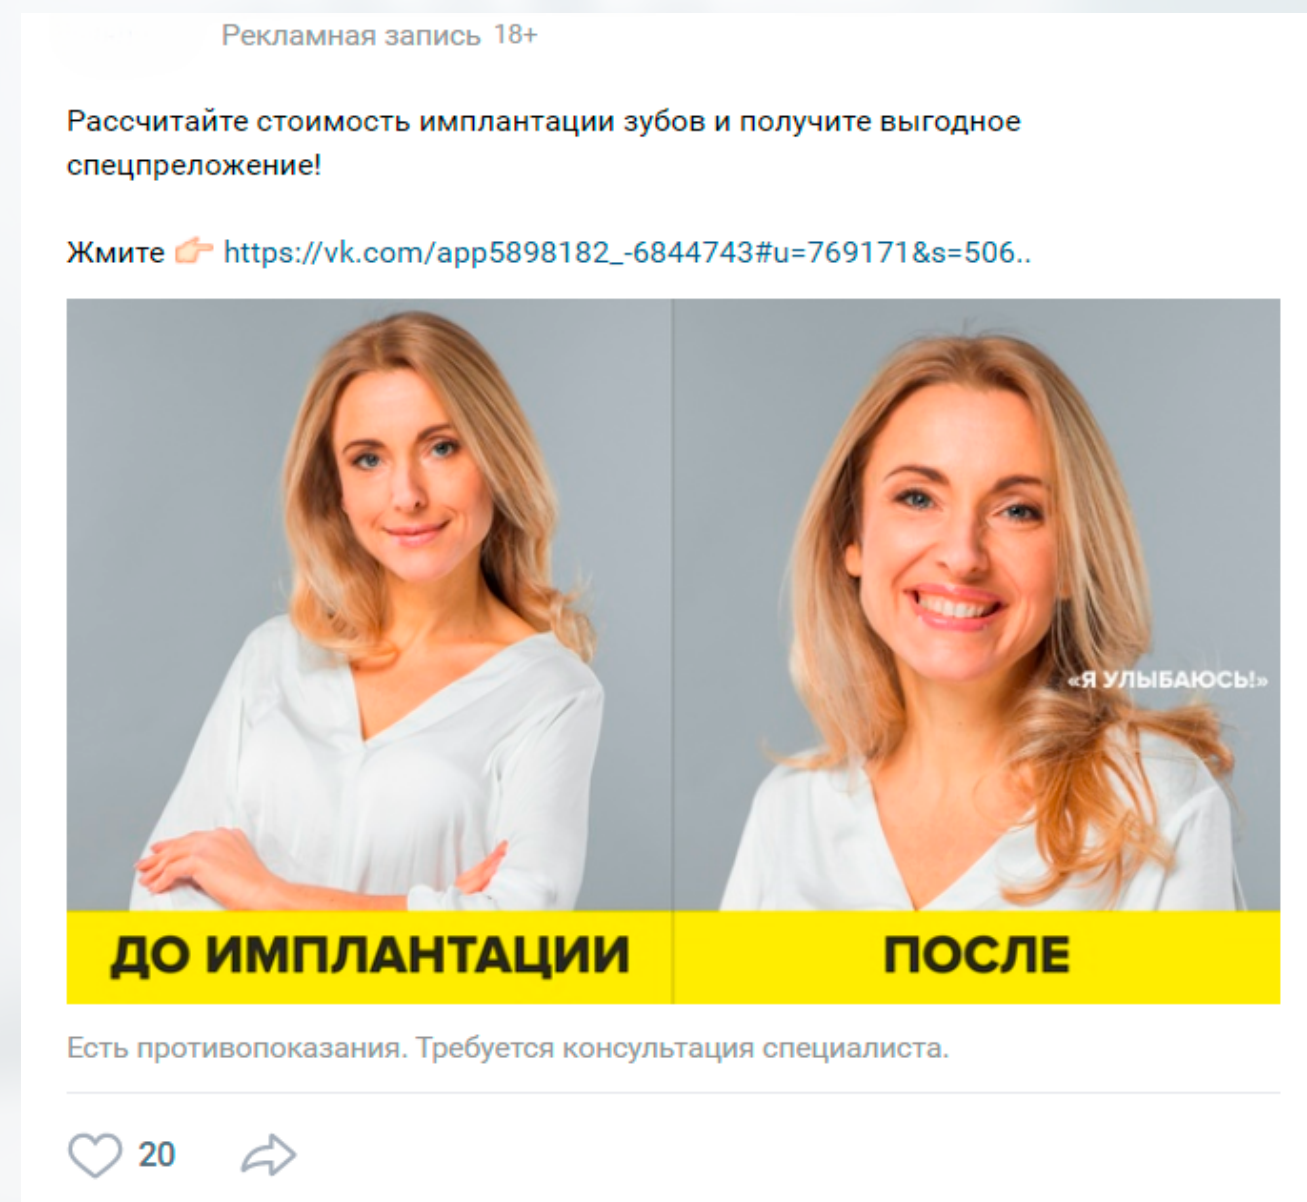 Рекламная запись 18+
Рассчитайте стоимость имплантации зубов и получите выгодное
спецпреложение!
Жмите 👉🏻 https://vk.com/app5898182_-6844743#u=769171&s=506..
«Я УЛЫБАЮСЬ!»
ДО ИМПЛАНТАЦИИ
ПОСЛЕ
Есть противопоказания. Требуется консультация специалиста.
20